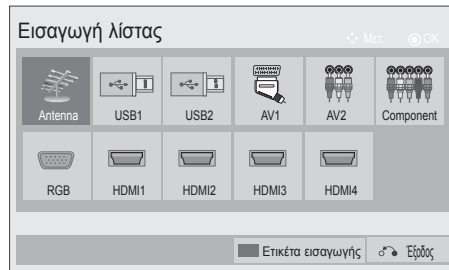 Εισαγωγή λίστας
Μετ. OK
Antenna USB1 USB2 AV1 AV2 Component
RGB HDMI1 HDMI2 HDMI3 HDMI4
Ετικέτα εισαγωγής Έξοδος